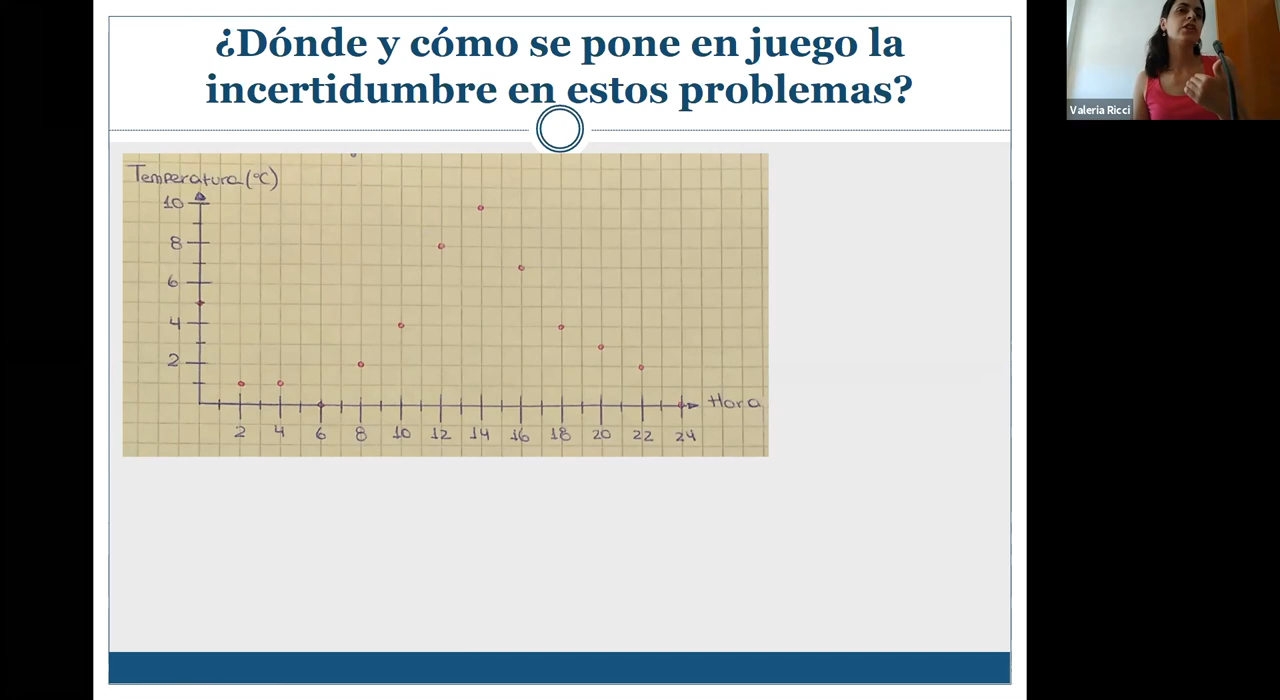 ¿Dónde y cómo se pone en juego la
incertidumbre en estos problemas?
Valeria Ricci
Temperatura (°C)
10
8
6
4
2
Hora
2 4 6 8 10 12 14 16 18 20 22 24